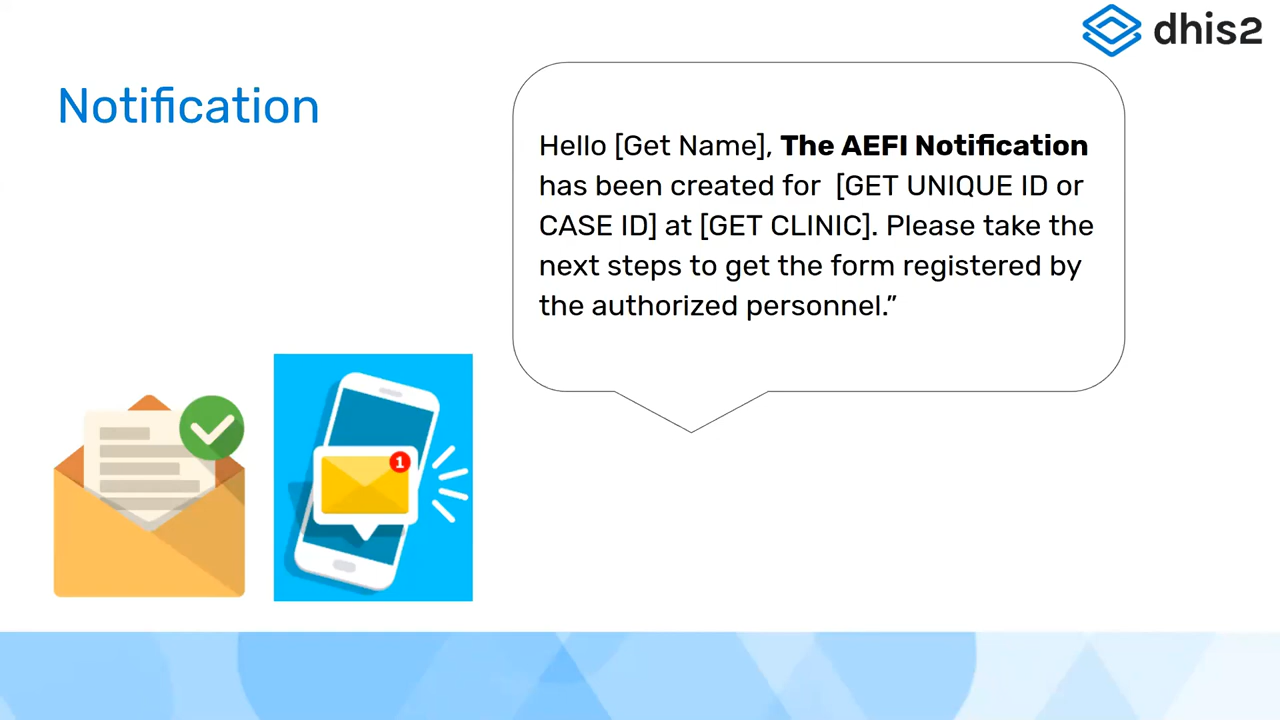 dhis2
Notification
Hello [Get Name], The AEFI Notification
has been created for [GET UNIQUE ID or
CASE ID] at [GET CLINIC]. Please take the
next steps to get the form registered by
the authorized personnel.”
1